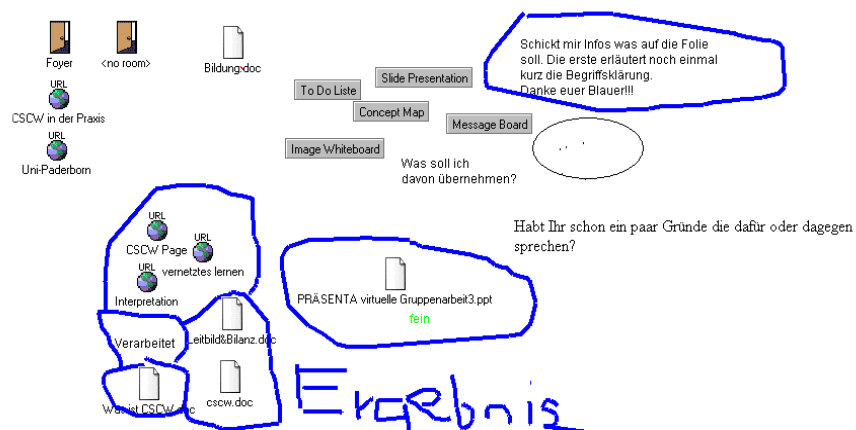 Foyer
<no room>
Bildung.doc
URL
CSCW in der Praxis
URL
Uni-Paderborn
To Do Liste
Slide Presentation
Concept Map
Message Board
Image Whiteboard
Schickt mir Infos was auf die Folie
soll. Die erste erläutert noch einmal
kurz die Begriffsklärung.
Danke euer Blauer!!!
Was soll ich
davon übernehmen?
Habt Ihr schon ein paar Gründe die dafür oder dagegen
sprechen?
URL
CSCW Page
URL
vernetztes lernen
URL
Interpretation
PRÄSENTA virtuelle Gruppenarbeit3.ppt
fein
Verarbeitet
Leitbild&Bilanz.doc
Was ist CSCW.doc
cscw.doc
Ergebnis